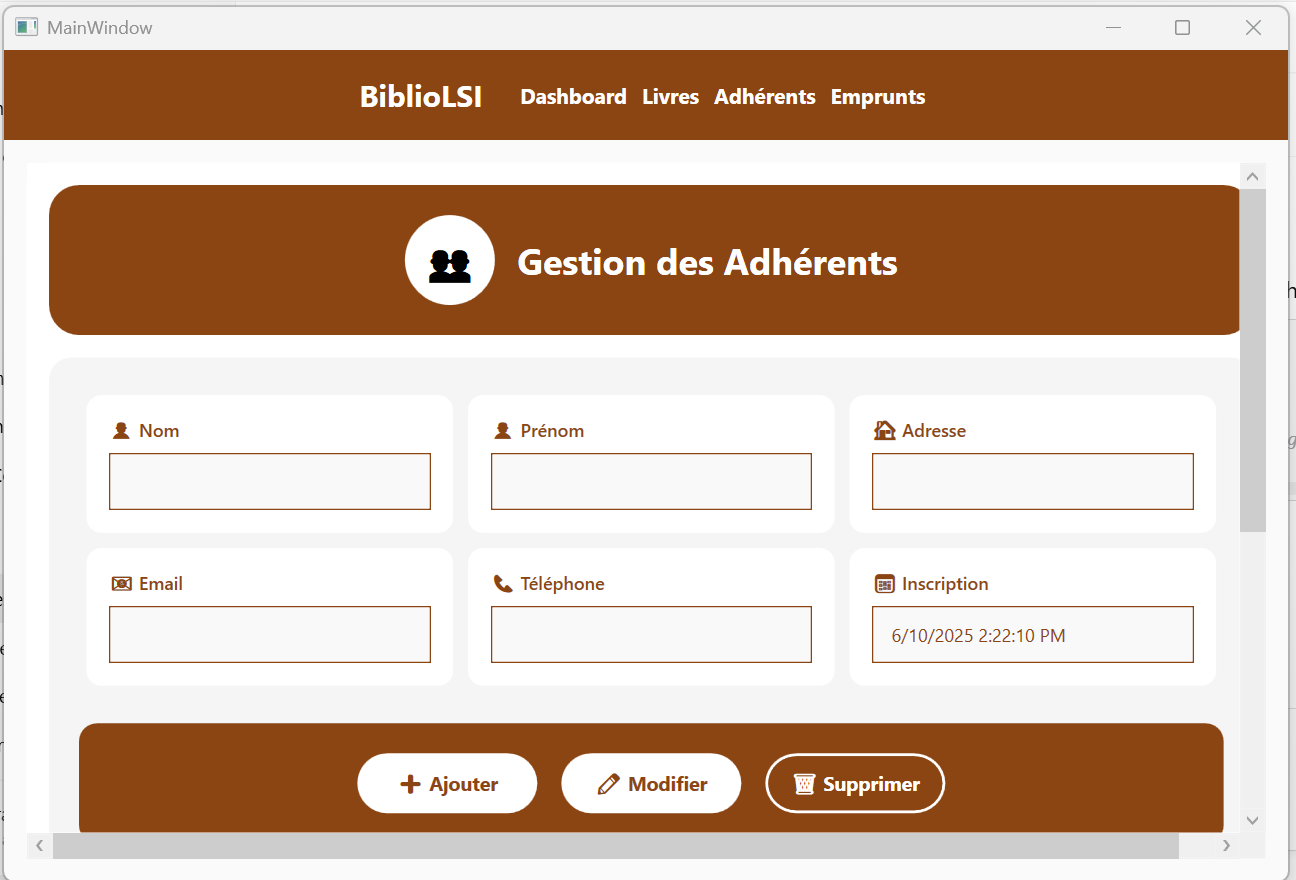 MainWindow
BiblioLSI Dashboard Livres Adhérents Emprunts
Gestion des Adhérents
Nom Prénom Adresse
Email Téléphone Inscription
6/10/2025 2:22:10 PM
Ajouter Modifier Supprimer